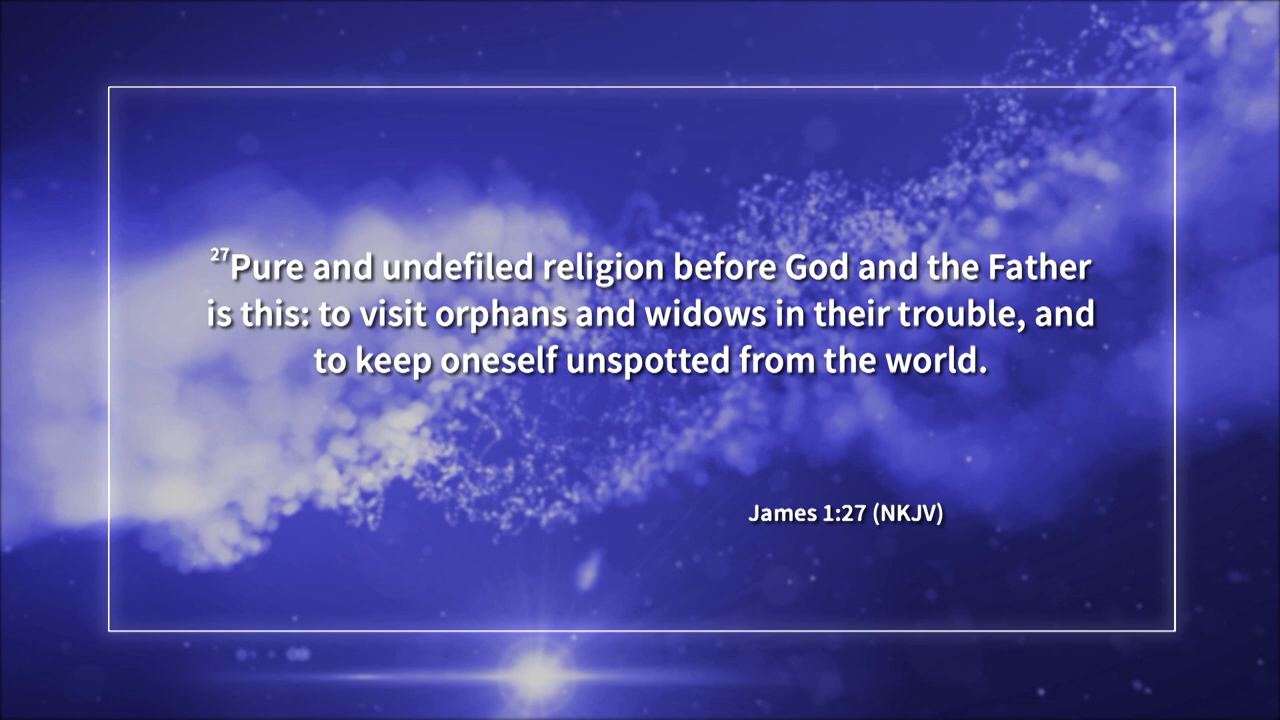 27Pure and undefiled religion before God and the Father
is this: to visit orphans and widows in their trouble, and
to keep oneself unspotted from the world.
James 1:27 (NKJV)